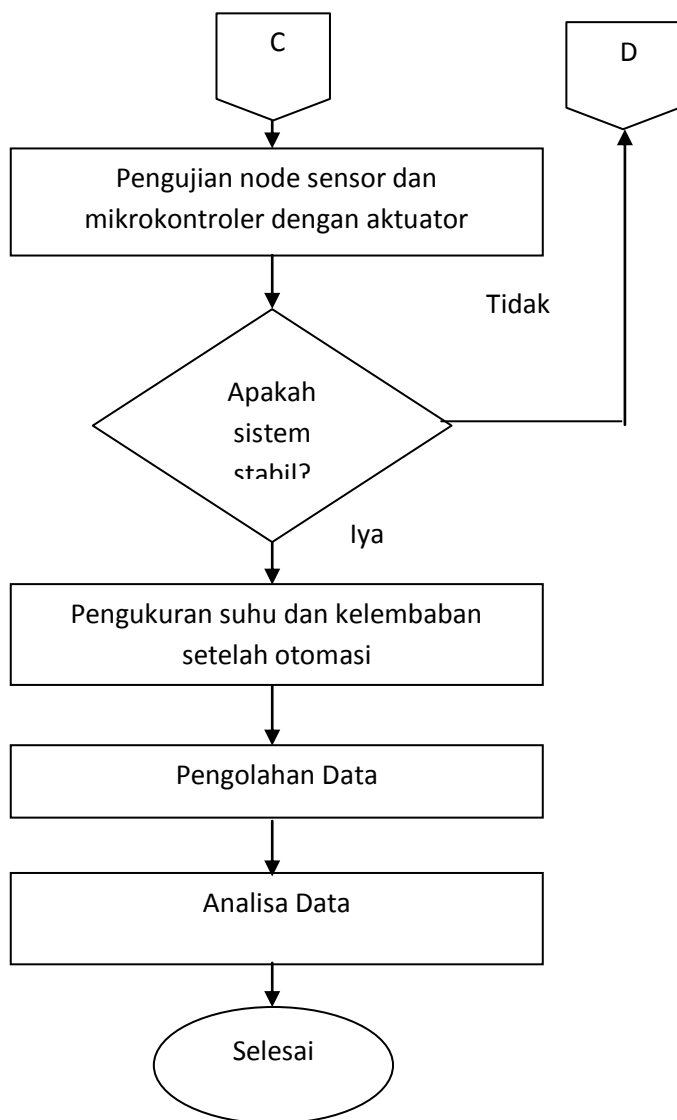 C
D
Pengujian node sensor dan
mikrokontroler dengan aktuator
Tidak
Apakah
sistem
stabil?
Iya
Pengukuran suhu dan kelembaban
setelah otomasi
Pengolahan Data
Analisa Data
Selesai